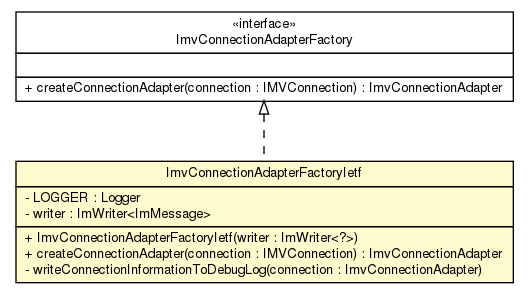 «interface»
ImvConnectionAdapterFactory
+ createConnectionAdapter(connection : IMVConnection) : ImvConnectionAdapter
ImvConnectionAdapterFactoryIetf
- LOGGER : Logger
- writer : ImWriter<ImMessage>
+ ImvConnectionAdapterFactoryIetf(writer : ImWriter<?>)
+ createConnectionAdapter(connection : IMVConnection) : ImvConnectionAdapter
- writeConnectionInformationToDebugLog(connection : ImvConnectionAdapter)